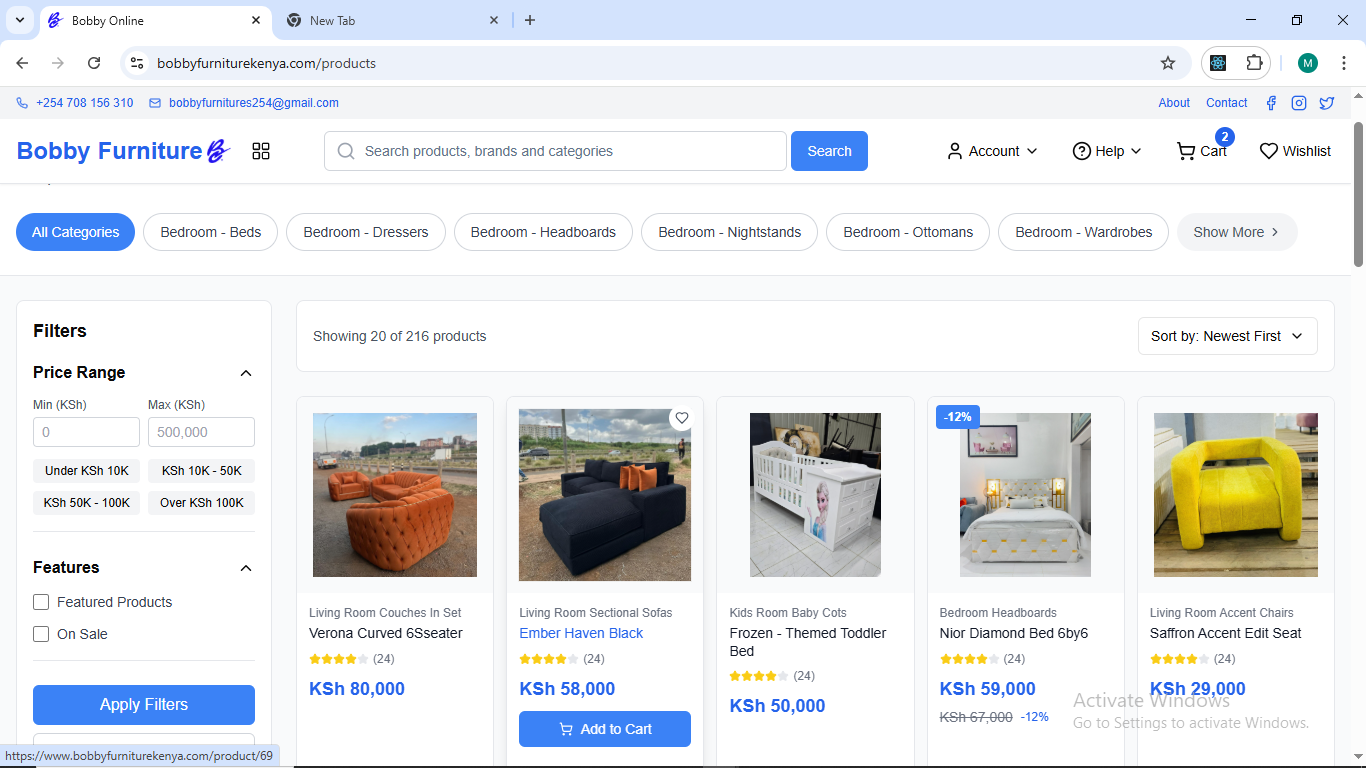 Bobby Online
New Tab
bobbyfurniturekenya.com/products
M
+254 708 156 310
bobbyfurnitures254@gmail.com
About
Contact
Bobby Furniture
Search products, brands and categories
Search
Account
Help
2
Cart
Wishlist
All Categories
Bedroom - Beds
Bedroom - Dressers
Bedroom - Headboards
Bedroom - Nightstands
Bedroom - Ottomans
Bedroom - Wardrobes
Show More
Filters
Price Range
Min (KSh)
Max (KSh)
0
500,000
Under KSh 10K
KSh 10K - 50K
KSh 50K - 100K
Over KSh 100K
Features
Featured Products
On Sale
Apply Filters
Showing 20 of 216 products
Sort by: Newest First
Living Room Couches In Set
Verona Curved 6Sseater
(24)
KSh 80,000
Living Room Sectional Sofas
Ember Haven Black
(24)
KSh 58,000
Add to Cart
Kids Room Baby Cots
Frozen - Themed Toddler
Bed
(24)
KSh 50,000
-12%
Bedroom Headboards
Nior Diamond Bed 6by6
(24)
KSh 59,000
KSh 67,000 -12%
Living Room Accent Chairs
Saffron Accent Edit Seat
(24)
KSh 29,000
Activate Windows
Go to Settings to activate Windows.
https://www.bobbyfurniturekenya.com/product/69